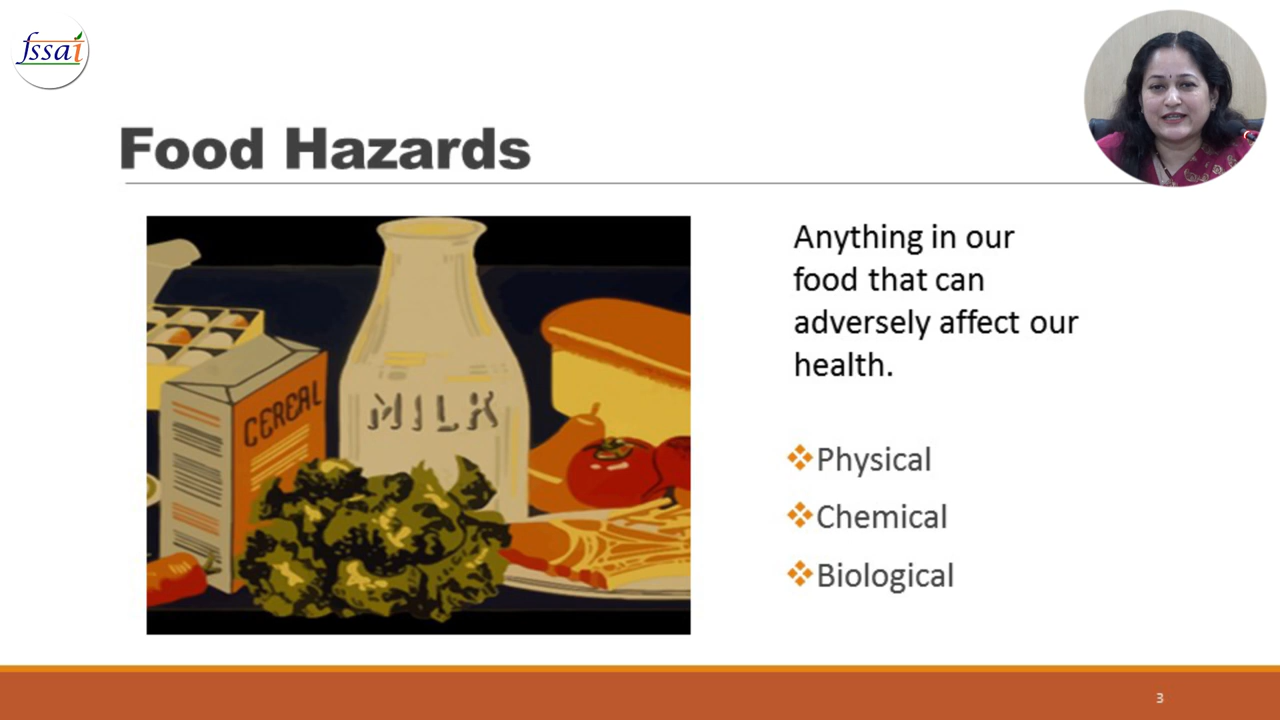 fssai
Food Hazards
CEREAL
MILK
Anything in our
food that can
adversely affect our
health.
❖Physical
❖Chemical
❖Biological
3